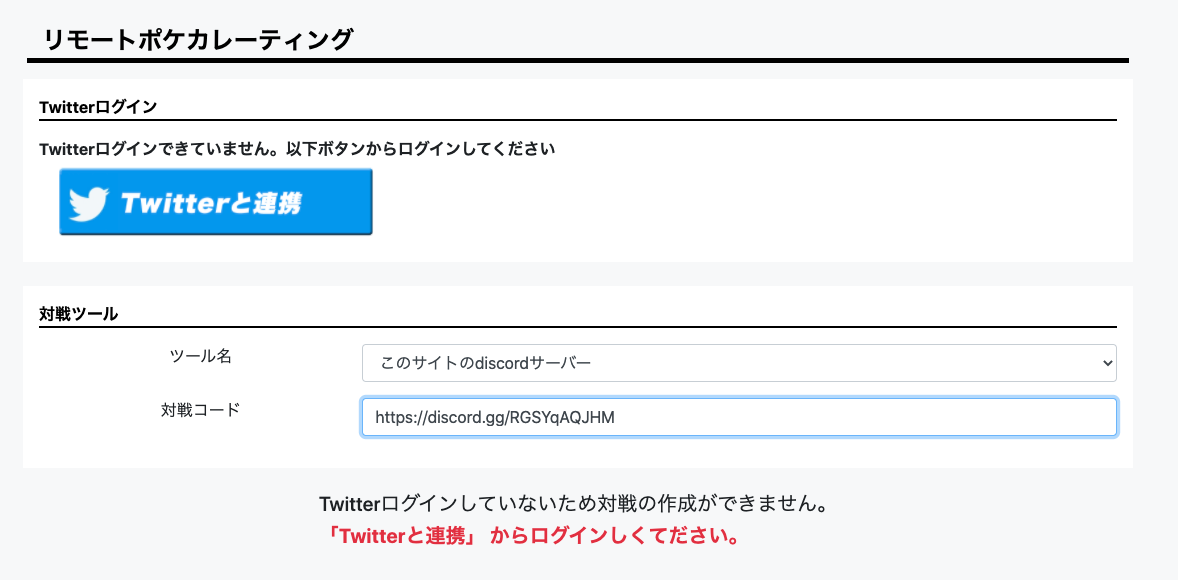 リモートポケカレーティング
Twitterログイン
Twitterログインできていません。以下ボタンからログインしてください
Twitterと連携
対戦ツール
ツール名
このサイトのdiscordサーバー
対戦コード
https://discord.gg/RGSYqAQJHM
Twitterログインしていないため対戦の作成ができません。
「Twitterと連携」 からログインしくてださい。